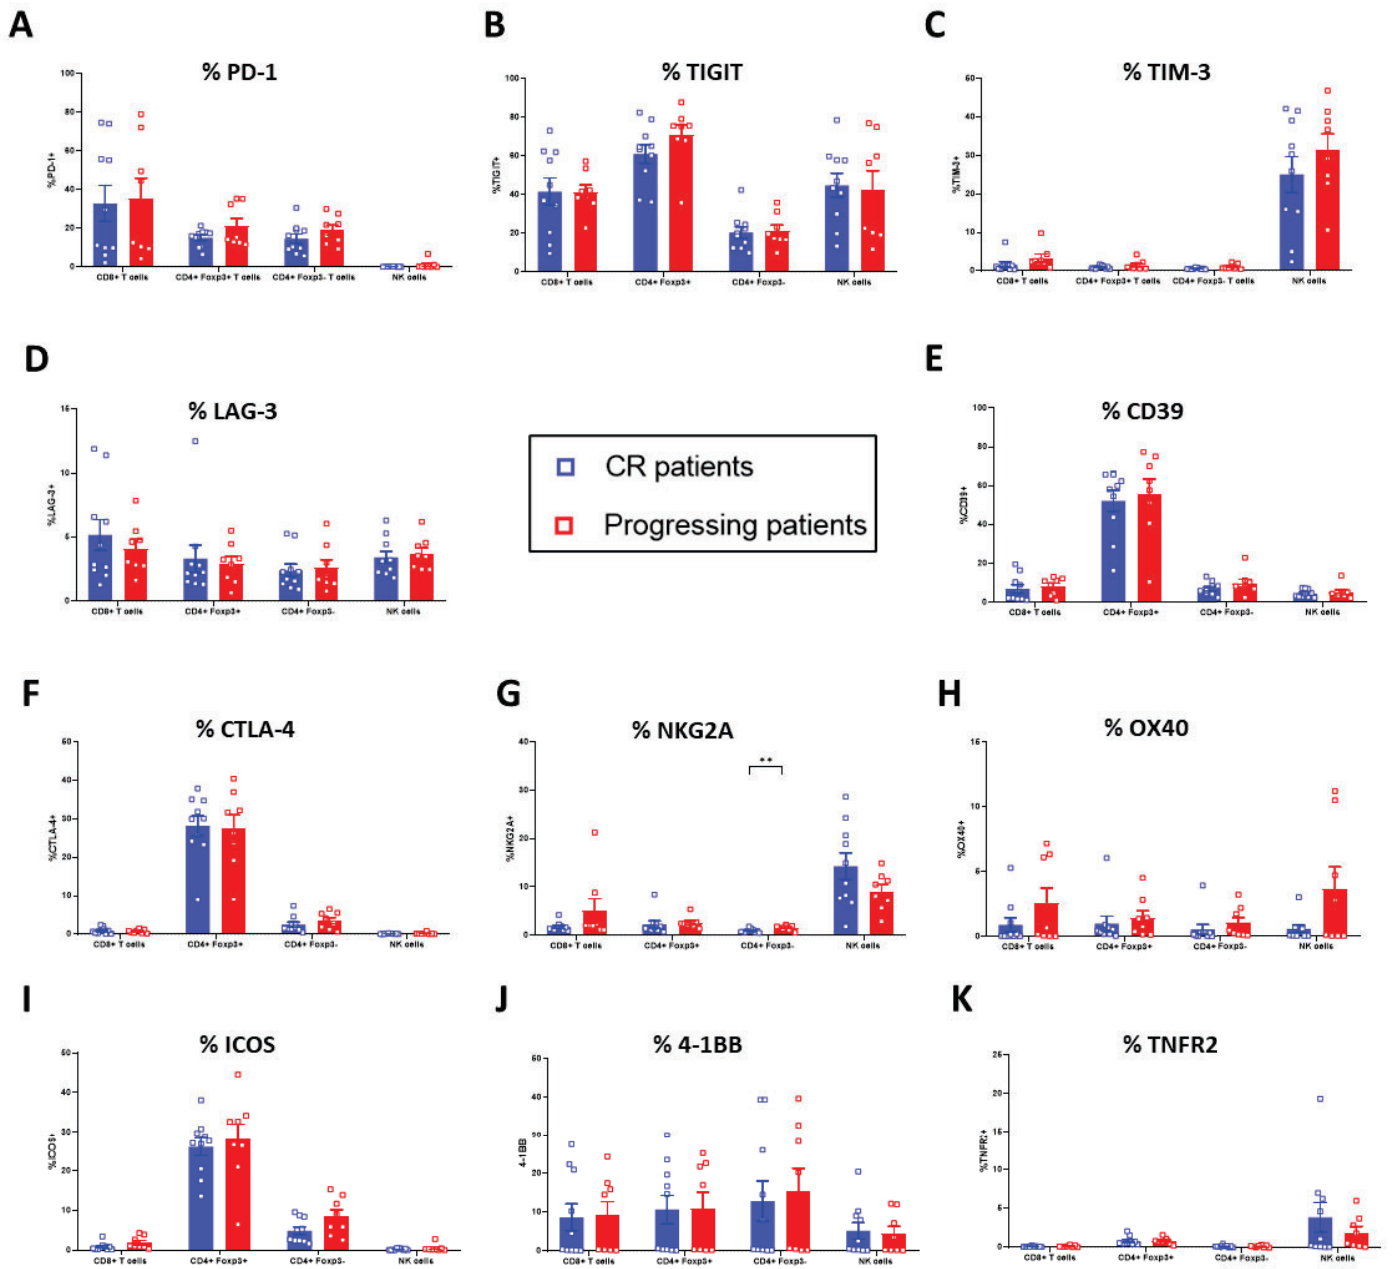 A
% PD-1
%PD-1+
100
80
60
40
20
0
CD8+ T cells
CD4+ Foxp3+ T cells
CD4+ Foxp3- T cells
NK cells
B
% TIGIT
%TIGIT+
100
80
60
40
20
0
CD8+ T cells
CD4+ Foxp3+
CD4+ Foxp3-
NK cells
C
% TIM-3
%TIM-3+
60
40
20
0
CD8+ T cells
CD4+ Foxp3+ T cells
CD4+ Foxp3- T cells
NK cells
D
% LAG-3
%LAG-3+
15
10
5
0
CD8+ T cells
CD4+ Foxp3+
CD4+ Foxp3-
NK cells
CR patients
Progressing patients
E
% CD39
%CD39+
100
80
60
40
20
0
CD8+ T cells
CD4+ Foxp3+
CD4+ Foxp3-
NK cells
F
% CTLA-4
%CTLA-4+
50
40
30
20
10
0
CD8+ T cells
CD4+ Foxp3+
CD4+ Foxp3-
NK cells
G
% NKG2A
%NKG2A+
40
30
20
10
0
**
CD8+ T cells
CD4+ Foxp3+
CD4+ Foxp3-
NK cells
H
% OX40
%OX40+
15
10
5
0
CD8+ T cells
CD4+ Foxp3+
CD4+ Foxp3-
NK cells
I
% ICOS
%ICOS+
50
40
30
20
10
0
CD8+ T cells
CD4+ Foxp3+
CD4+ Foxp3-
NK cells
J
% 4-1BB
4-1BB
50
40
30
20
10
0
CD8+ T cells
CD4+ Foxp3+
CD4+ Foxp3-
NK cells
K
% TNFR2
25
20
15
10
5
0
CD8+ T cells
CD4+ Foxp3+
CD4+ Foxp3-
NK cells